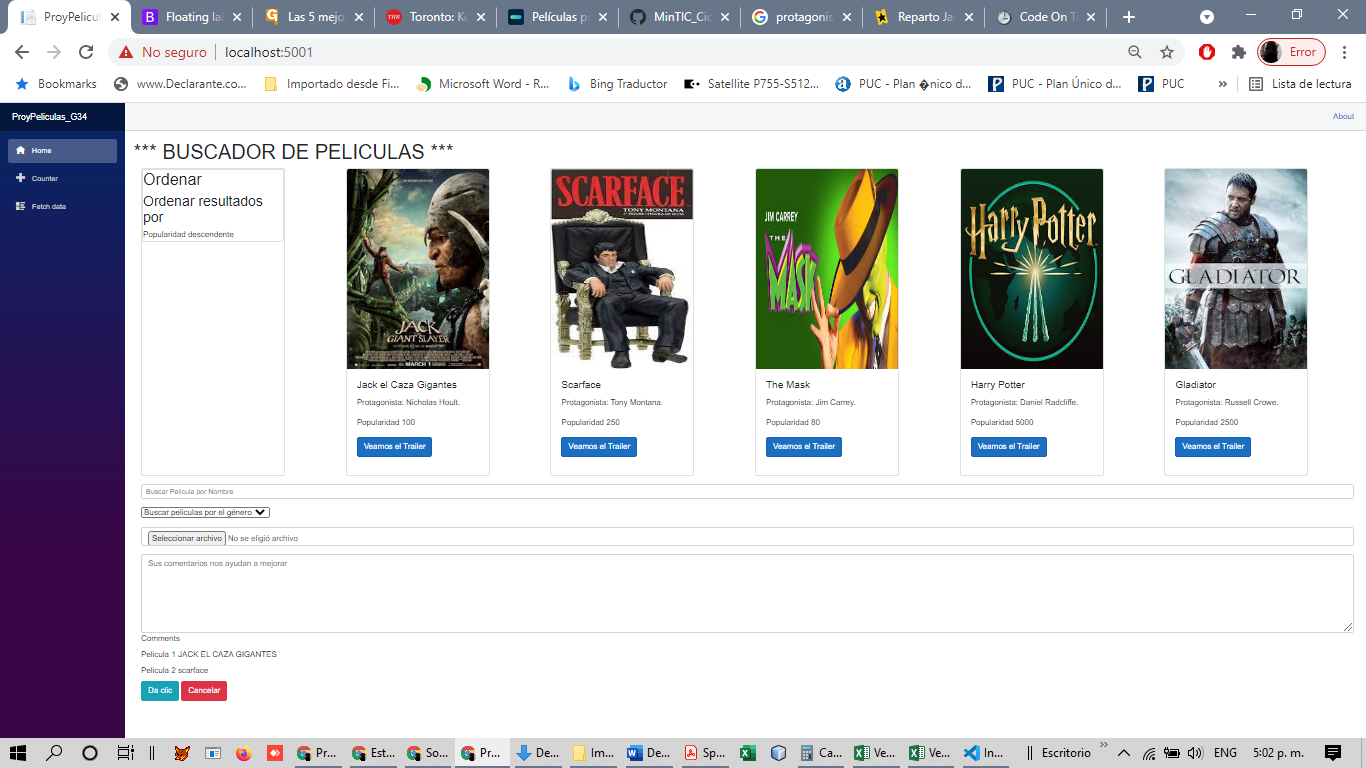 ProyPelicul
Floating la
Las 5 mejo
Toronto: Ke
Películas po
MinTIC_Cic
protagonis
Reparto Jac
Code On T
No seguro
localhost:5001
Error
Bookmarks
www.Declarante.co...
Importado desde Fi...
Microsoft Word - R...
Bing Traductor
Satellite P755-S512...
PUC - Plan �nico d...
PUC - Plan Único d...
PUC
»
Lista de lectura
ProyPeliculas_G34
About
Home
Counter
Fetch data
*** BUSCADOR DE PELICULAS ***
Ordenar
Ordenar resultados
por
Popularidad descendente
JACK
THE
GIANT SLAYER
MARCH 1
Jack el Caza Gigantes
Protagonista: Nicholas Hoult.
Popularidad 100
Veamos el Trailer
SCARFACE
TONY MONTANA
Scarface
Protagonista: Tony Montana.
Popularidad 250
Veamos el Trailer
JIM CARREY
THE
MASK
The Mask
Protagonista: Jim Carrey.
Popularidad 80
Veamos el Trailer
Harry Potter
Harry Potter
Protagonista: Daniel Radcliffe.
Popularidad 5000
Veamos el Trailer
GLADIATOR
Gladiator
Protagonista: Russell Crowe.
Popularidad 2500
Veamos el Trailer
Buscar Pelicula por Nombre
Buscar peliculas por el género
Seleccionar archivo No se eligió archivo
Sus comentarios nos ayudan a mejorar
Comments
Pelicula 1 JACK EL CAZA GIGANTES
Pelicula 2 scarface
Da clic
Cancelar
Pr...
Est...
So...
Pr...
De...
Im...
De...
Sp...
Ca...
Ve...
Ve...
In...
Escritorio
»
ENG
5:02 p. m.